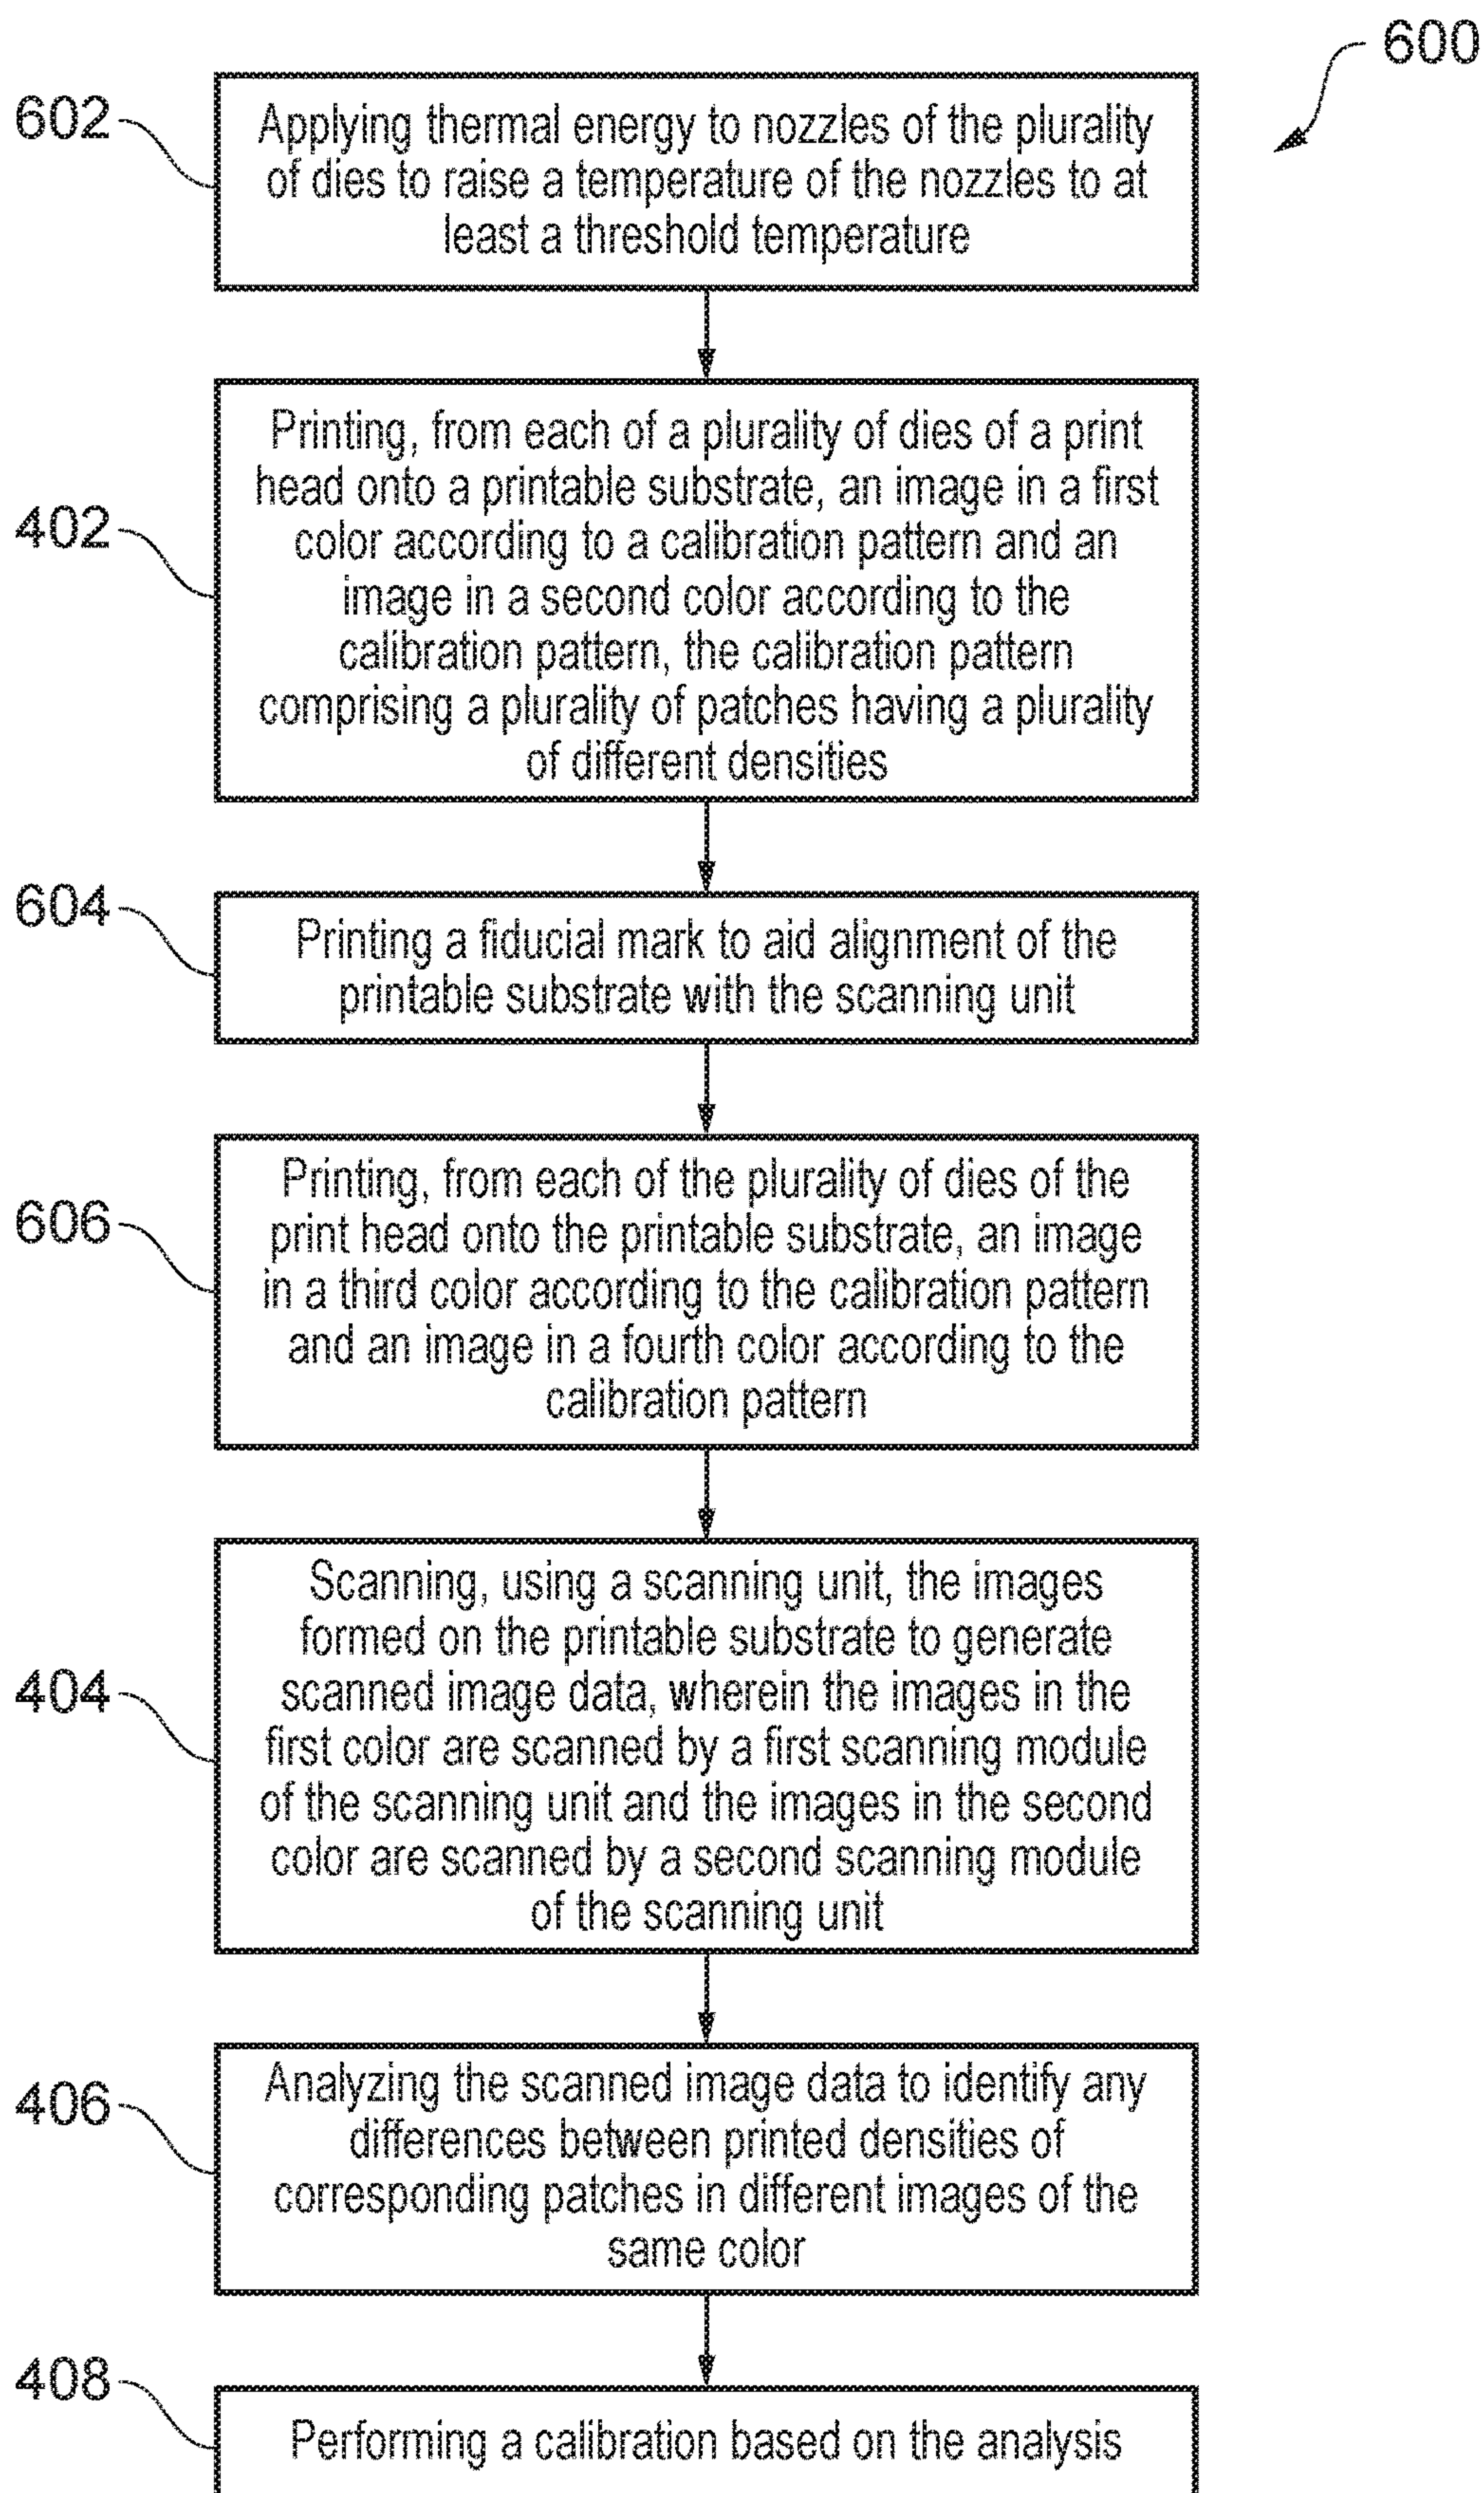 600
602
Applying thermal energy to nozzles of the plurality
of dies to raise a temperature of the nozzles to at
least a threshold temperature
402
Printing, from each of a plurality of dies of a print
head onto a printable substrate, an image in a first
color according to a calibration pattern and an
image in a second color according to the
calibration pattern, the calibration pattern
comprising a plurality of patches having a plurality
of different densities
604
Printing a fiducial mark to aid alignment of the
printable substrate with the scanning unit
606
Printing, from each of the plurality of dies of the
print head onto the printable substrate, an image
in a third color according to the calibration pattern
and an image in a fourth color according to the
calibration pattern
404
Scanning, using a scanning unit, the images
formed on the printable substrate to generate
scanned image data, wherein the images in the
first color are scanned by a first scanning module
of the scanning unit and the images in the second
color are scanned by a second scanning module
of the scanning unit
406
Analyzing the scanned image data to identify any
differences between printed densities of
corresponding patches in different images of the
same color
408
Performing a calibration based on the analysis